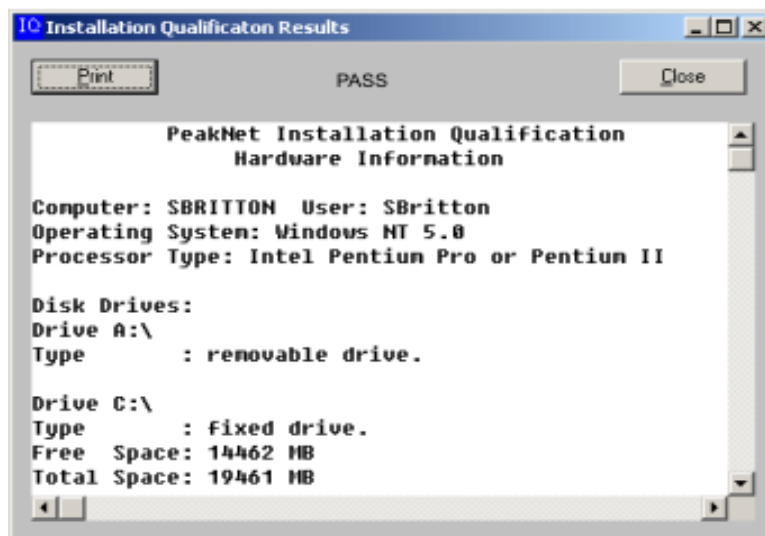 IQ Installation Qualificaton Results
Print
PASS
Close
PeakNet Installation Qualification
Hardware Information
Computer: SBRITTON  User: SBritton
Operating System: Windows NT 5.0
Processor Type: Intel Pentium Pro or Pentium II
Disk Drives:
Drive A:\
Type      : removable drive.
Drive C:\
Type      : fixed drive.
Free  Space: 14462 MB
Total Space: 19461 MB